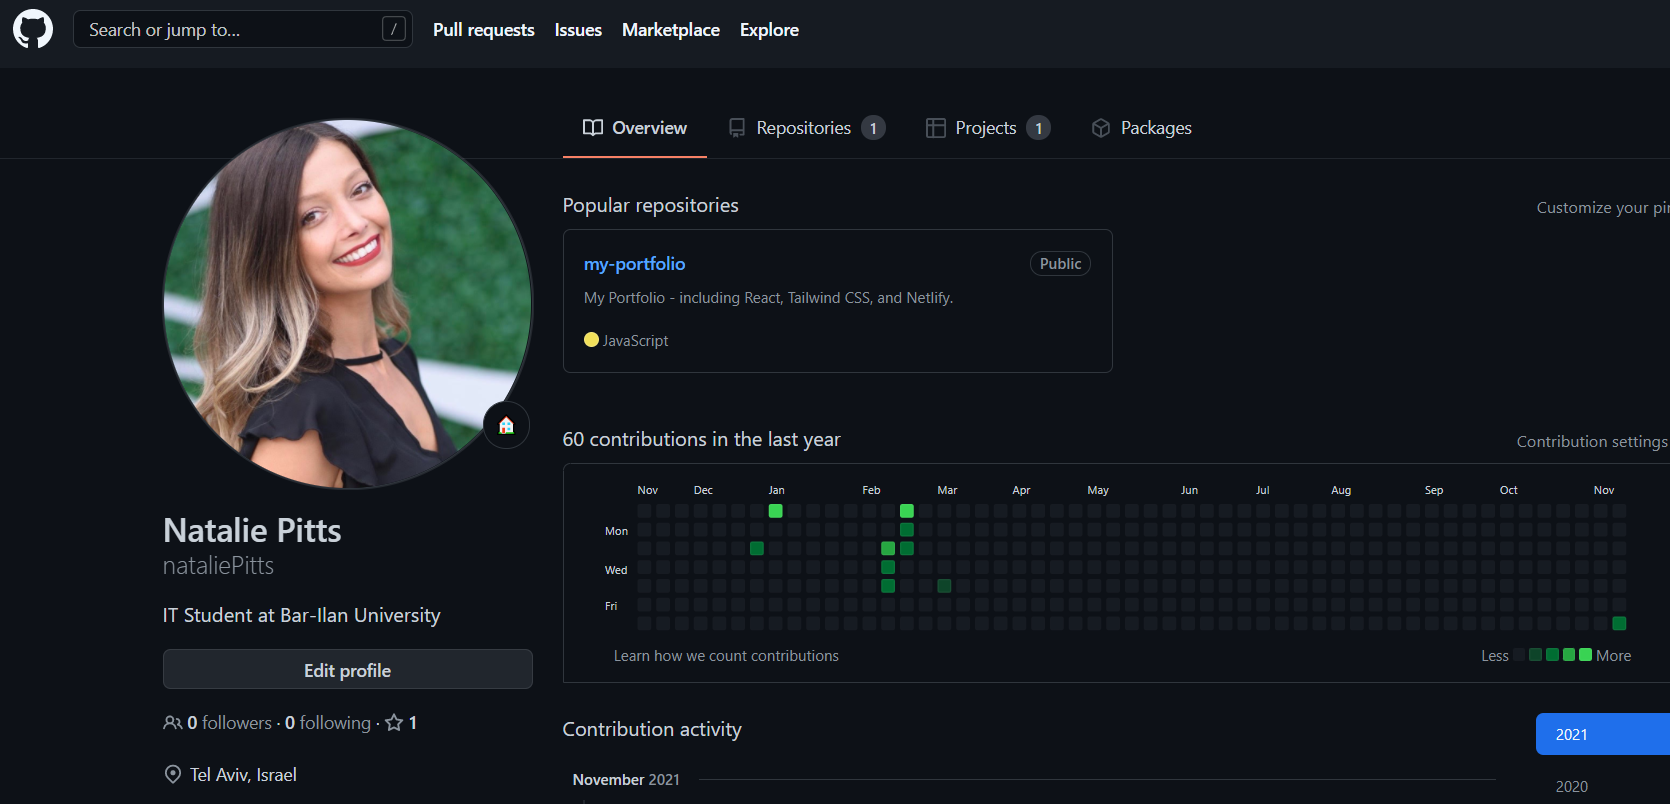 Search or jump to... /
Pull requests Issues Marketplace Explore
Overview Repositories 1 Projects 1 Packages
Popular repositories
Customize your
my-portfolio Public
My Portfolio - including React, Tailwind CSS, and Netlify.
JavaScript
60 contributions in the last year
Contribution settings
Nov Dec Jan Feb Mar Apr May Jun Jul Aug Sep Oct Nov
Mon
Wed
Fri
Learn how we count contributions
Less More
Natalie Pitts
nataliePitts
IT Student at Bar-Ilan University
Edit profile
0 followers · 0 following · 1
Tel Aviv, Israel
Contribution activity
2021
November 2021
2020